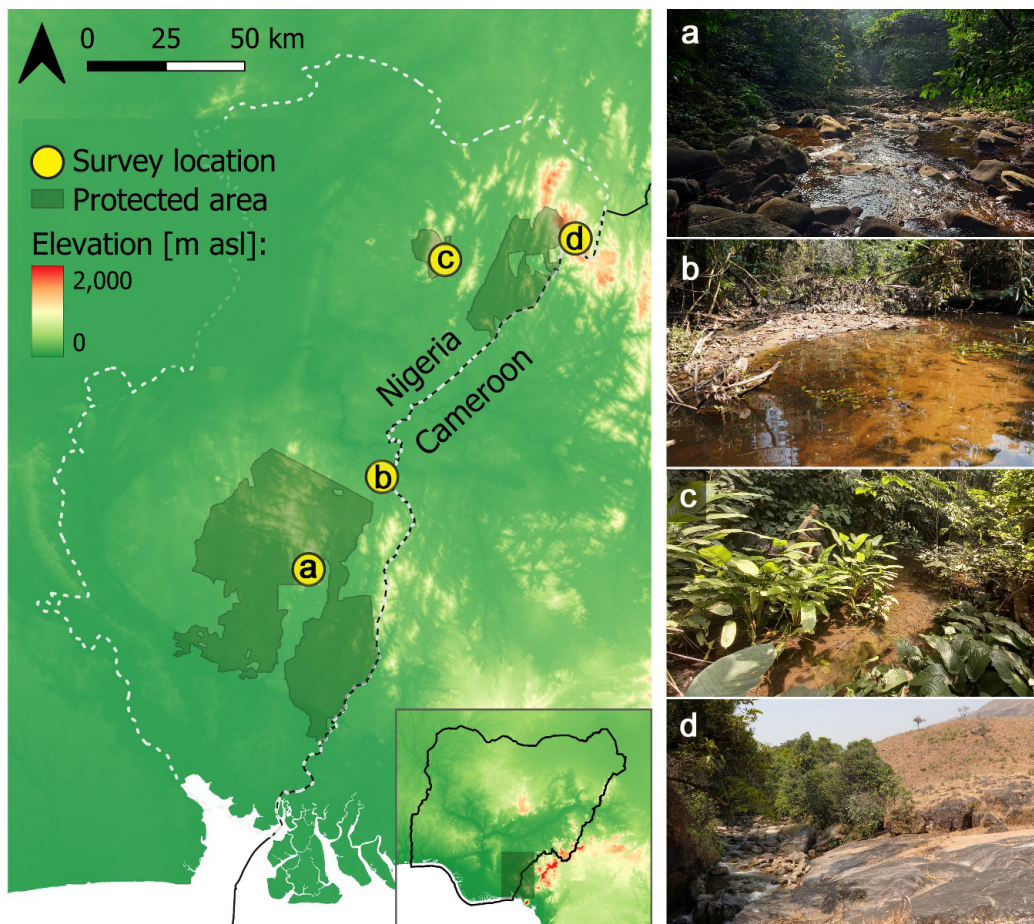 0 25 50 km
Survey location
Protected area
Elevation [m asl]:
2,000
0
Nigeria
Cameroon
a
b
c
d
a
b
c
d